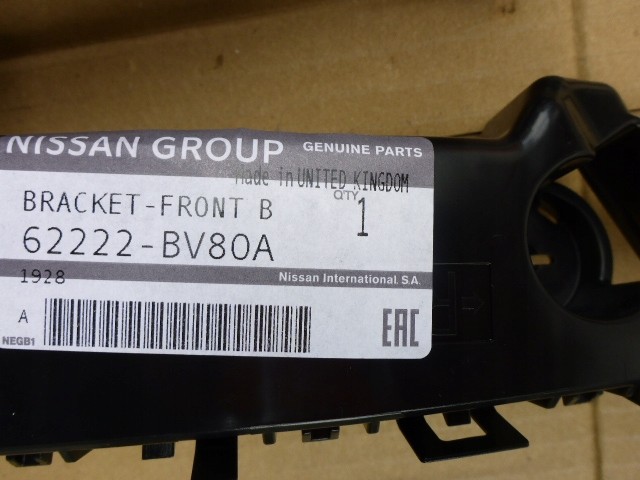 NISSAN GROUP GENUINE PARTS
Made in UNITED KINGDOM
BRACKET-FRONT B QTY 1
62222-BV80A
1928 Nissan International S.A.
A
NEGB1
EAC